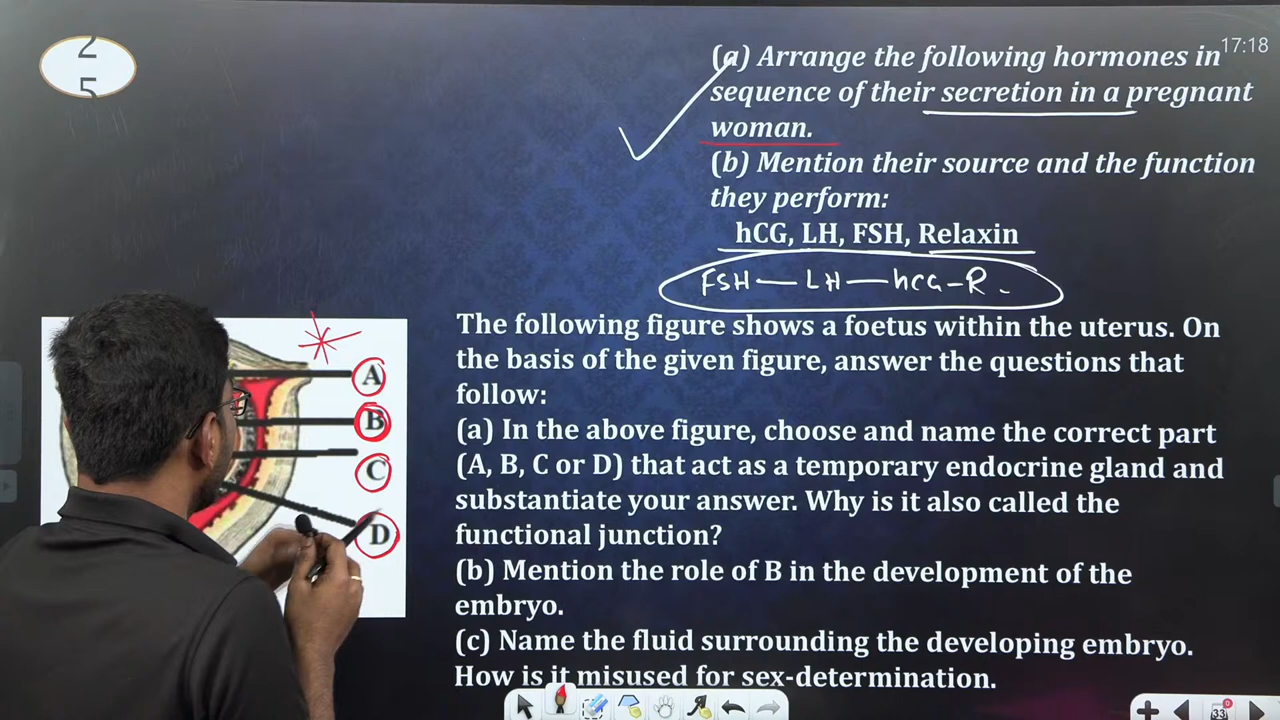 2
5
17:18
(a) Arrange the following hormones in
sequence of their secretion in a pregnant
woman.
(b) Mention their source and the function
they perform:
hCG, LH, FSH, Relaxin
FSH — LH — hCG - R -
The following figure shows a foetus within the uterus. On
the basis of the given figure, answer the questions that
follow:
(a) In the above figure, choose and name the correct part
(A, B, C or D) that act as a temporary endocrine gland and
substantiate your answer. Why is it also called the
functional junction?
(b) Mention the role of B in the development of the
embryo.
(c) Name the fluid surrounding the developing embryo.
How is it misused for sex-determination.
A
B
C
D
33